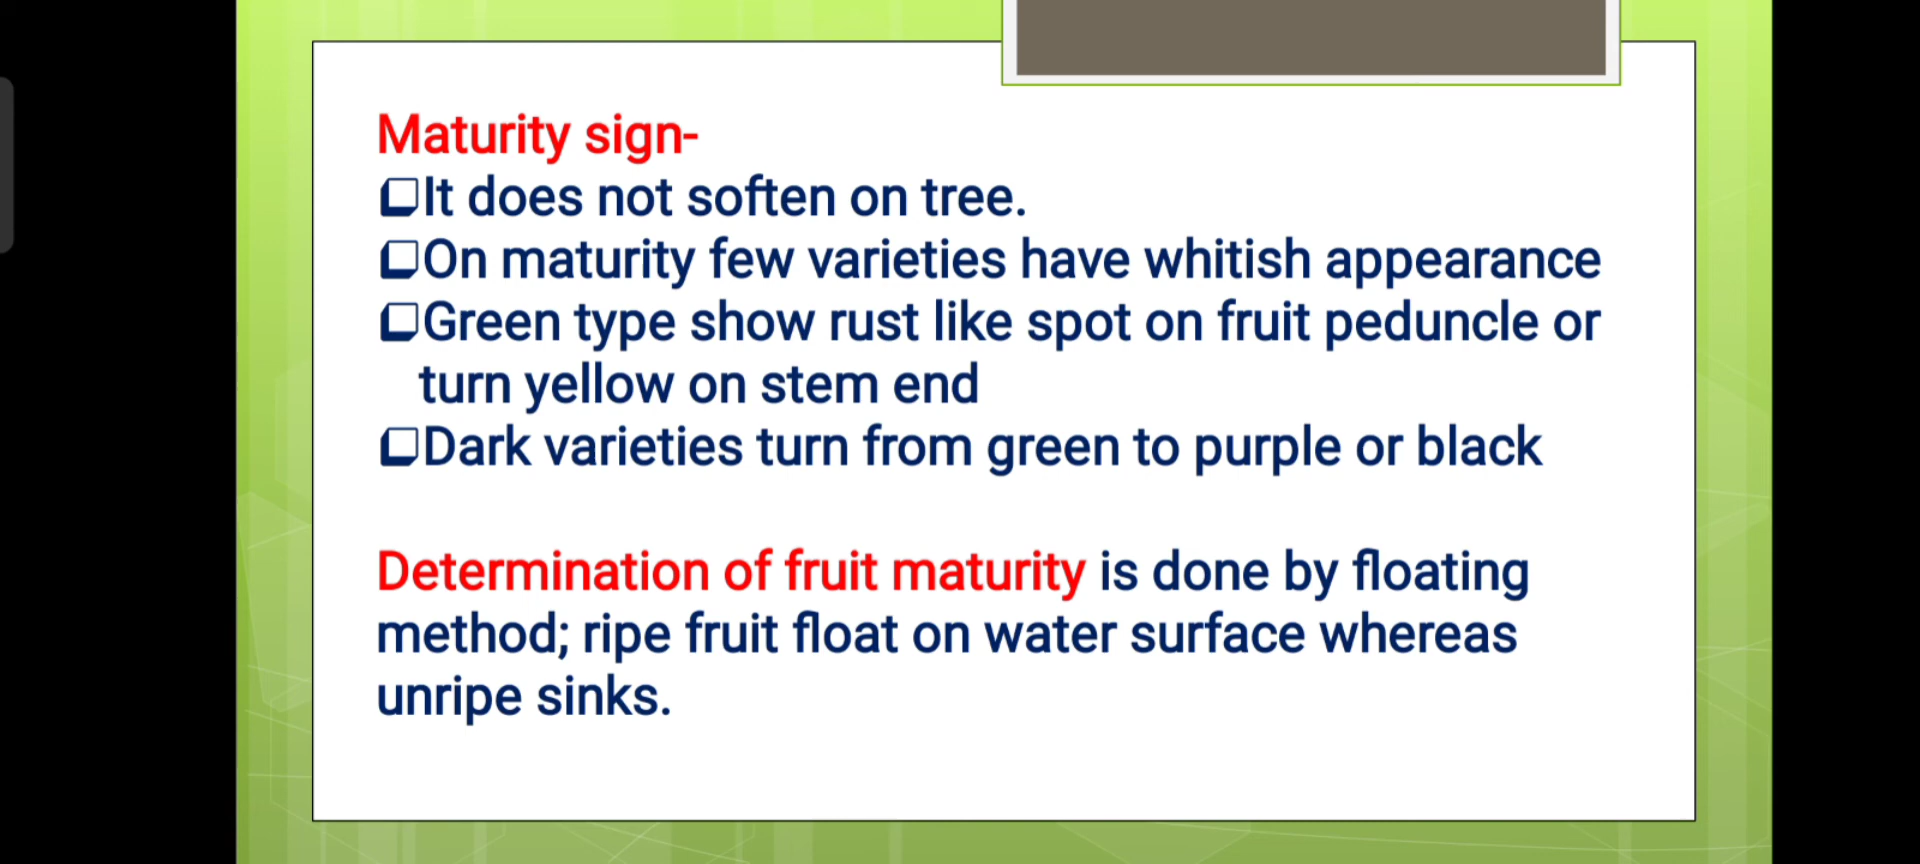 Maturity sign-
❑It does not soften on tree.
❑On maturity few varieties have whitish appearance
❑Green type show rust like spot on fruit peduncle or
turn yellow on stem end
❑Dark varieties turn from green to purple or black
Determination of fruit maturity is done by floating
method; ripe fruit float on water surface whereas
unripe sinks.